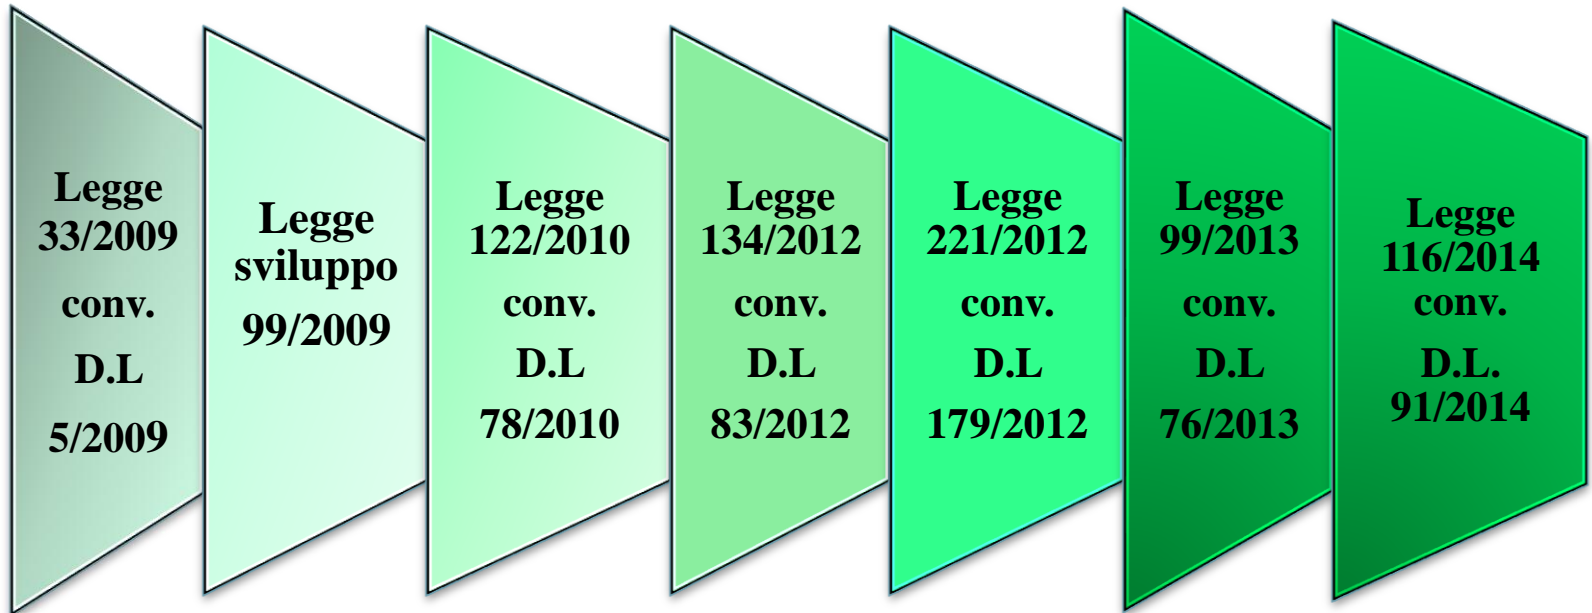 Legge
33/2009
conv.
D.L
5/2009
Legge
sviluppo
99/2009
Legge
122/2010
conv.
D.L
78/2010
Legge
134/2012
conv.
D.L
83/2012
Legge
221/2012
conv.
D.L
179/2012
Legge
99/2013
conv.
D.L
76/2013
Legge
116/2014
conv.
D.L.
91/2014